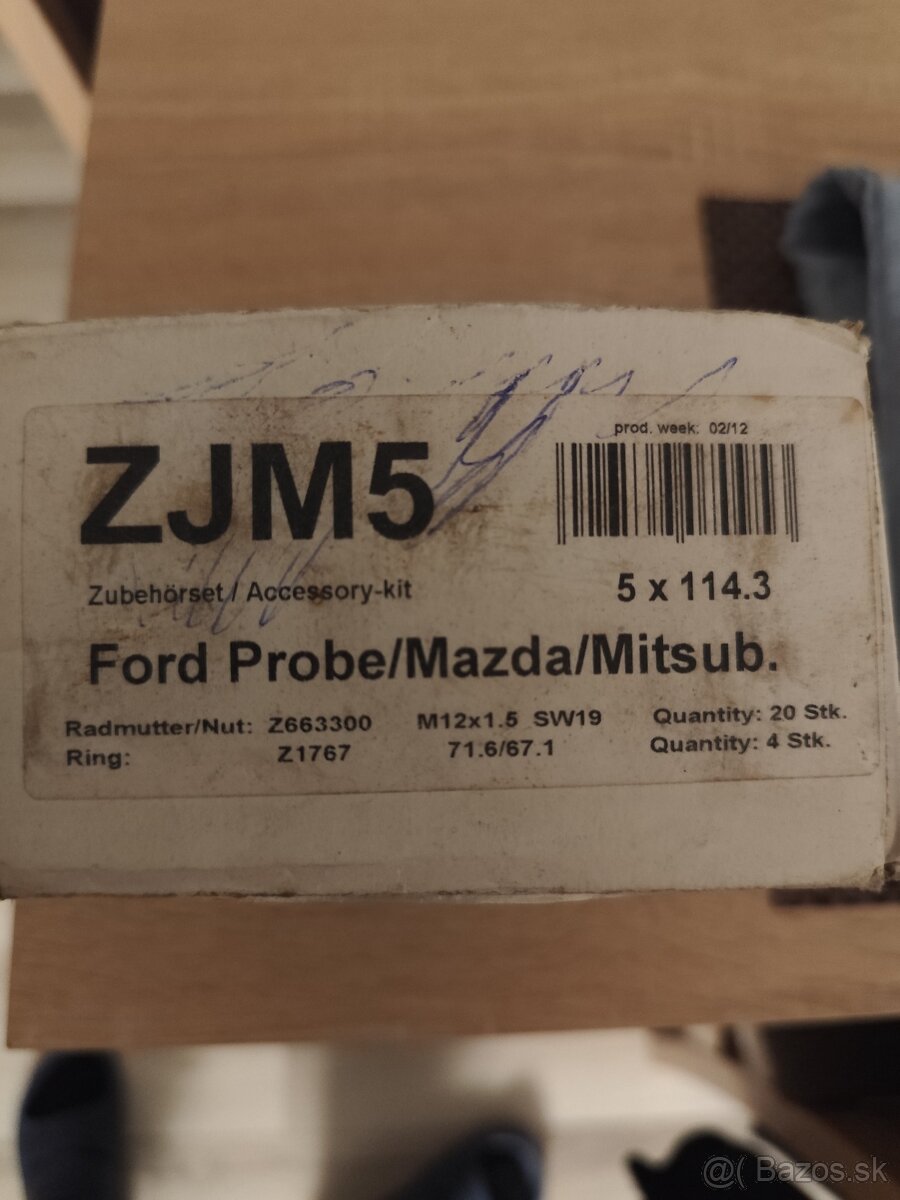 prod. week: 02/12
ZJM5
Zubehörset / Accessory-kit
5 x 114.3
Ford Probe/Mazda/Mitsub.
Radmutter/Nut: Z663300 M12x1.5 SW19 Quantity: 20 Stk.
Ring: Z1767 71.6/67.1 Quantity: 4 Stk.
@( Bazos.sk